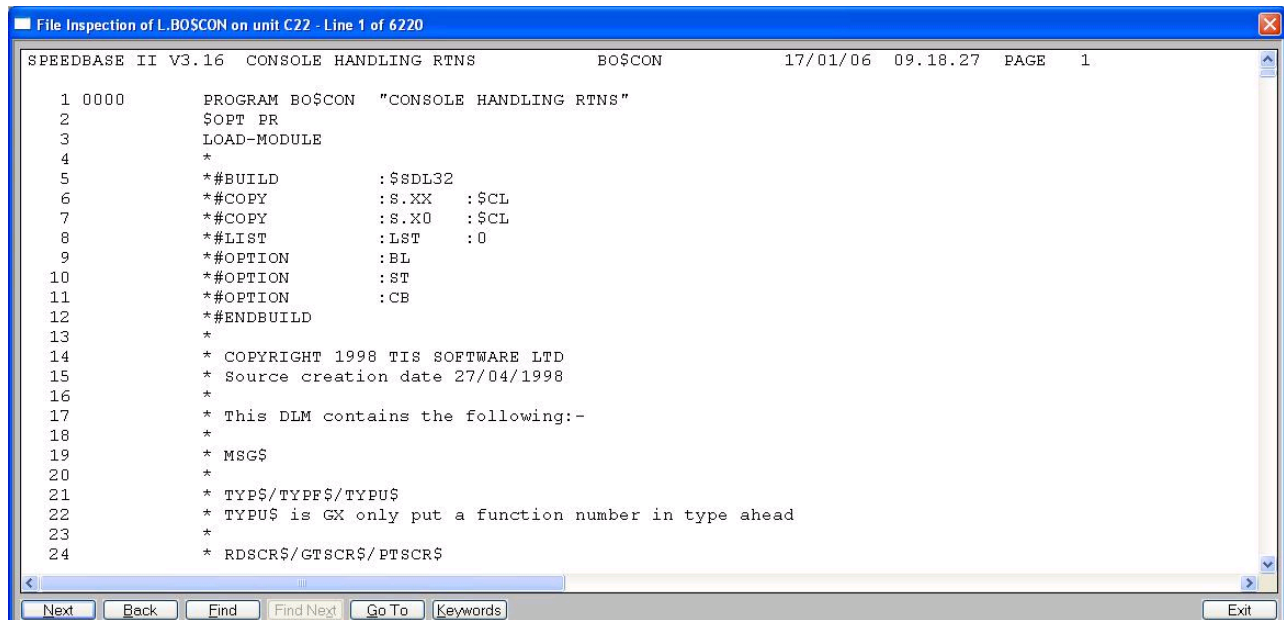 File Inspection of L.BO$CON on unit C22 - Line 1 of 6220
SPEEDBASE II V3.16 CONSOLE HANDLING RTNS BO$CON 17/01/06 09.18.27 PAGE 1
1 0000 PROGRAM BO$CON "CONSOLE HANDLING RTNS"
2 $OPT PR
3 LOAD-MODULE
4 *
5 *#BUILD :$SDL32
6 *#COPY :S.XX :$CL
7 *#COPY :S.X0 :$CL
8 *#LIST :LST :0
9 *#OPTION :BL
10 *#OPTION :ST
11 *#OPTION :CB
12 *#ENDBUILD
13 *
14 * COPYRIGHT 1998 TIS SOFTWARE LTD
15 * Source creation date 27/04/1998
16 *
17 * This DLM contains the following:-
18 *
19 * MSG$
20 *
21 * TYP$/TYPF$/TYPU$
22 * TYPU$ is GX only put a function number in type ahead
23 *
24 * RDSCR$/GTSCR$/PTSCR$
Next Back Find Find Next Go To Keywords Exit